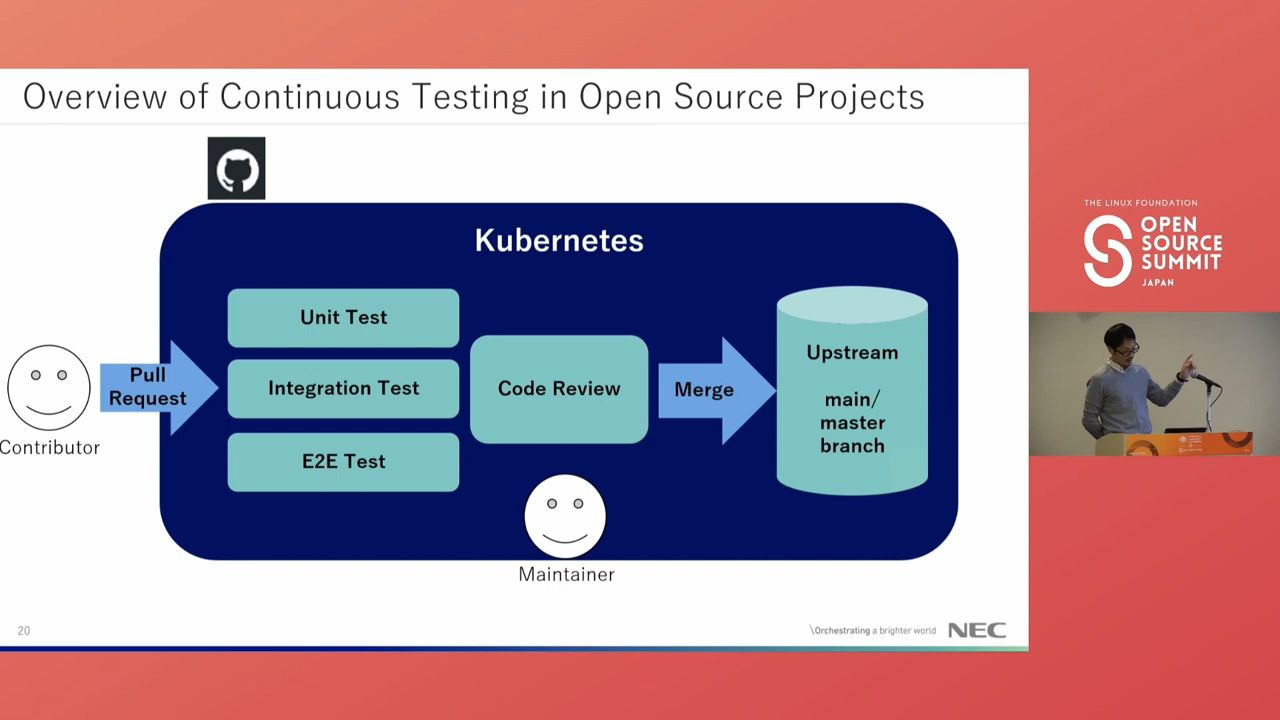 Overview of Continuous Testing in Open Source Projects
Kubernetes
Unit Test
Integration Test
E2E Test
Pull
Request
Contributor
Code Review
Maintainer
Merge
Upstream
main/
master
branch
20
\Orchestrating a brighter world
NEC
THE LINUX FOUNDATION
OPEN
SOURCE
SUMMIT
JAPAN